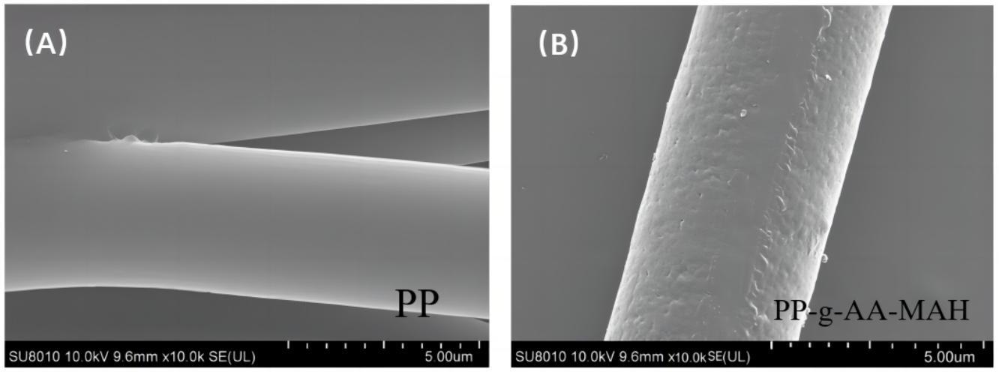 (A)
PP
SU8010 10.0kV 9.6mm x10.0k SE(UL)
5.00um
(B)
PP-g-AA-MAH
SU8010 10.0kV 9.6mm x10.0k SE(UL)
5.00um